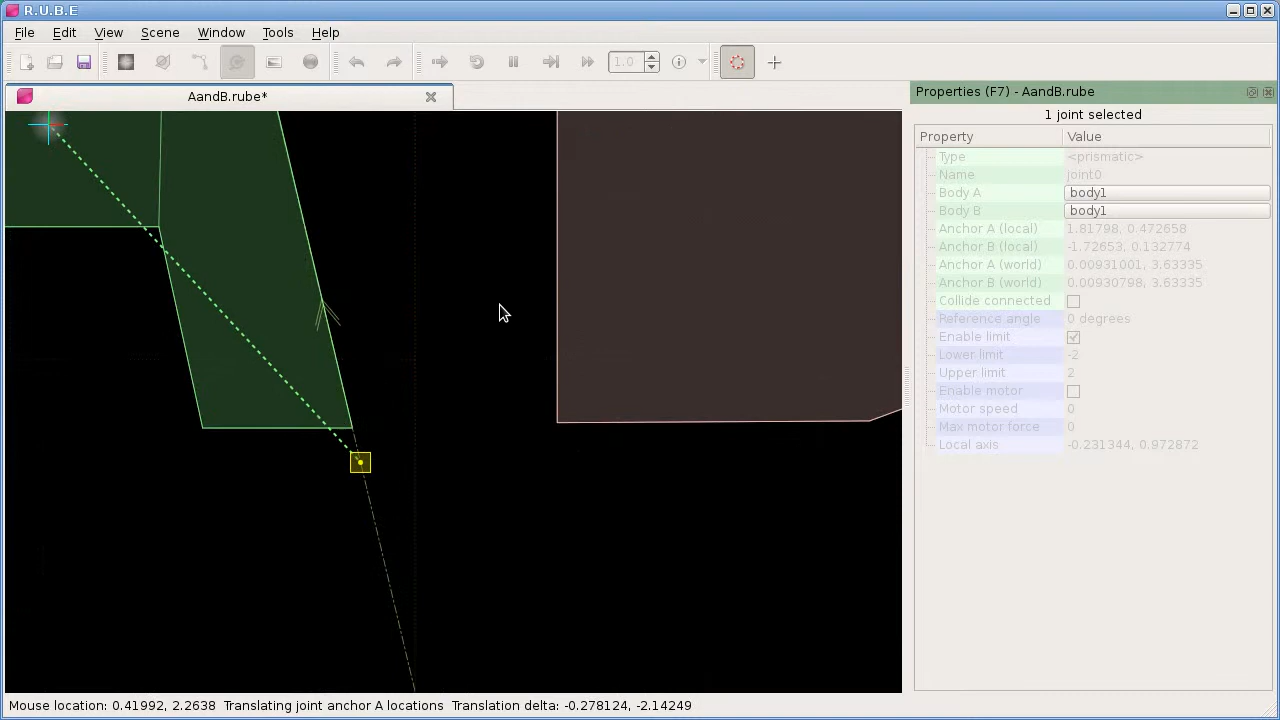 R.U.B.E
File Edit View Scene Window Tools Help
1.0
AandB.rube*
Properties (F7) - AandB.rube
1 joint selected
Property Value
Type <prismatic>
Name joint0
Body A body1
Body B body1
Anchor A (local) 1.81798, 0.472658
Anchor B (local) -1.72653, 0.132774
Anchor A (world) 0.00931001, 3.63335
Anchor B (world) 0.00930798, 3.63335
Collide connected
Reference angle 0 degrees
Enable limit
Lower limit -2
Upper limit 2
Enable motor
Motor speed 0
Max motor force 0
Local axis -0.231344, 0.972872
Mouse location: 0.41992, 2.2638 Translating joint anchor A locations Translation delta: -0.278124, -2.14249